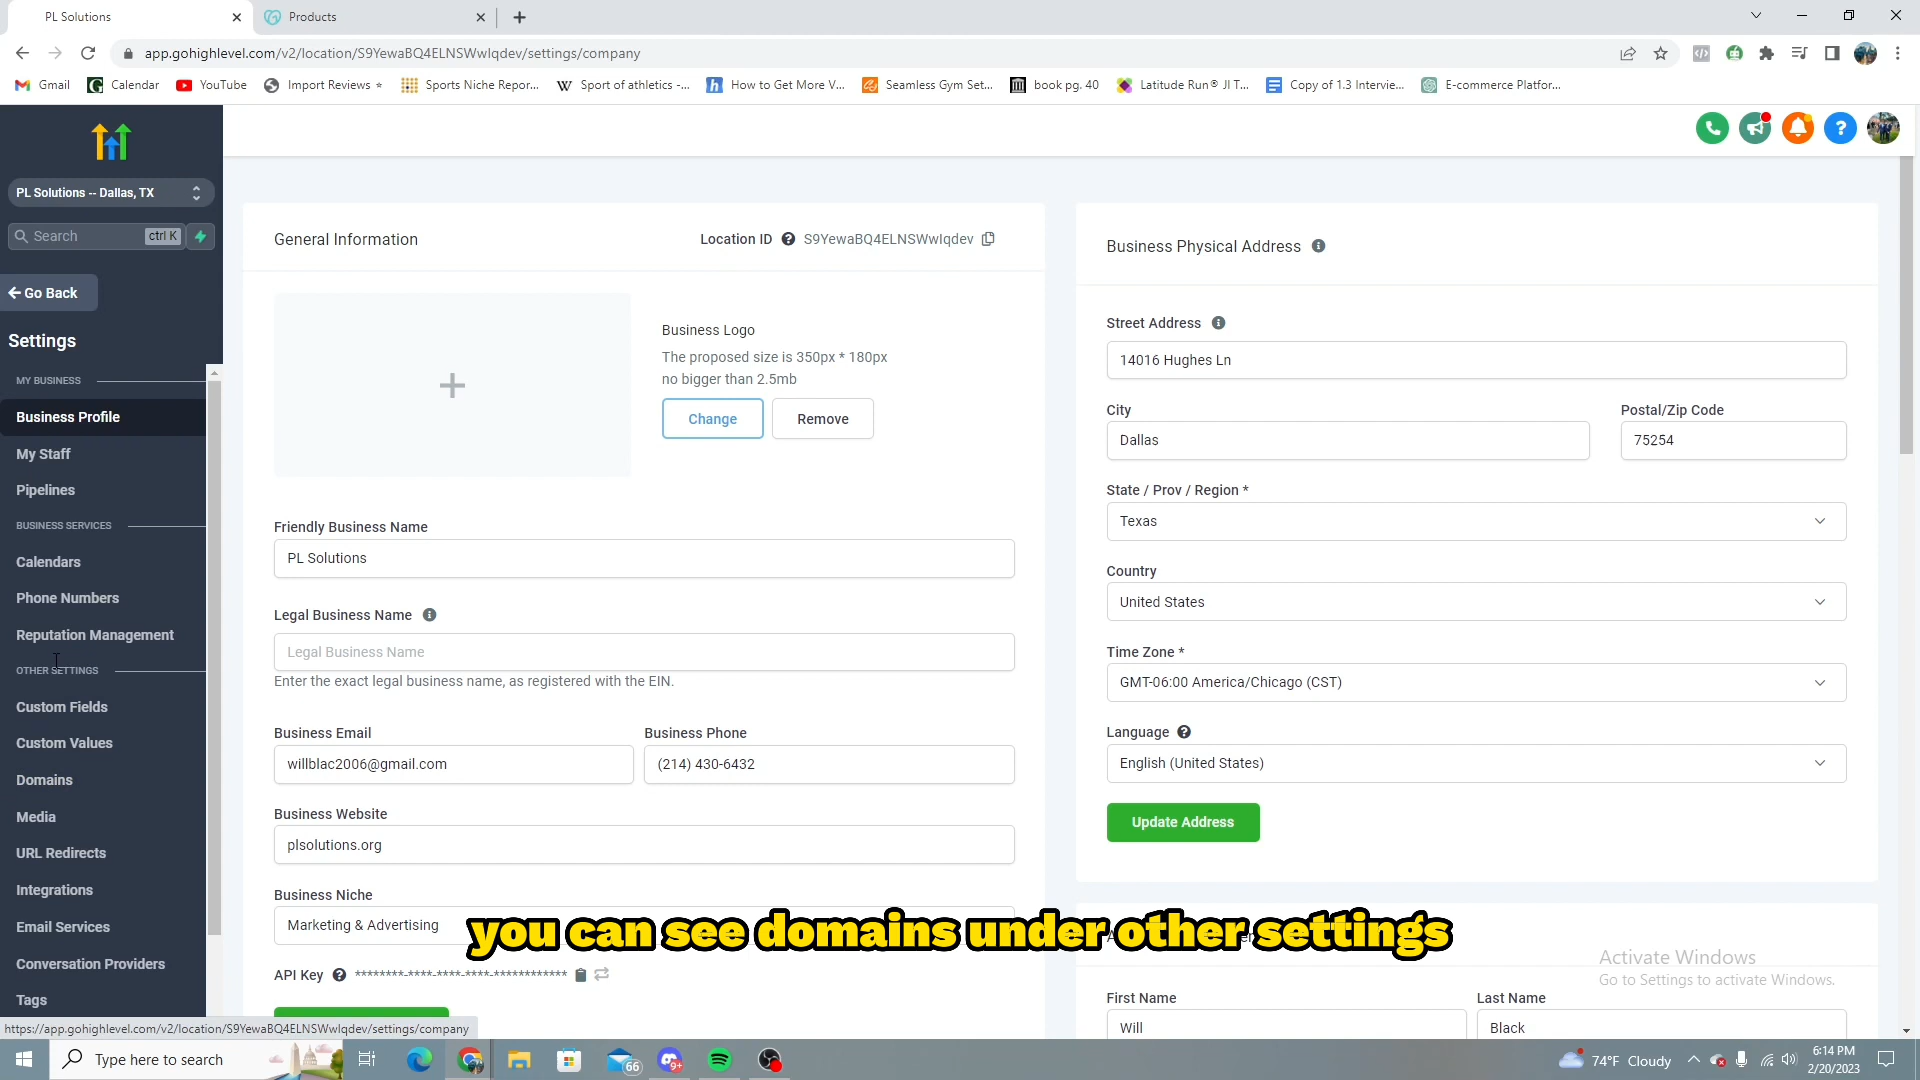 PL Solutions
Products
app.gohighlevel.com/v2/location/S9YewaBQ4ELNSWwIqdev/settings/company
Gmail
Calendar
YouTube
Import Reviews ⭐
Sports Niche Repor...
Sport of athletics -...
How to Get More V...
Seamless Gym Set...
book pg. 40
Latitude Run® JI T...
Copy of 1.3 Intervie...
E-commerce Platfor...
PL Solutions -- Dallas, TX
Search
ctrl K
Go Back
Settings
MY BUSINESS
Business Profile
My Staff
Pipelines
BUSINESS SERVICES
Calendars
Phone Numbers
Reputation Management
OTHER SETTINGS
Custom Fields
Custom Values
Domains
Media
URL Redirects
Integrations
Email Services
Conversation Providers
Tags
https://app.gohighlevel.com/v2/location/S9YewaBQ4ELNSWwIqdev/settings/company
General Information
Location ID
S9YewaBQ4ELNSWwIqdev
Business Logo
The proposed size is 350px * 180px
no bigger than 2.5mb
Change
Remove
Friendly Business Name
PL Solutions
Legal Business Name
Legal Business Name
Enter the exact legal business name, as registered with the EIN.
Business Email
Business Phone
willblac2006@gmail.com
(214) 430-6432
Business Website
plsolutions.org
Business Niche
Marketing & Advertising
API Key
********-****-****-****-************
Business Physical Address
Street Address
14016 Hughes Ln
City
Postal/Zip Code
Dallas
75254
State / Prov / Region *
Texas
Country
United States
Time Zone *
GMT-06:00 America/Chicago (CST)
Language
English (United States)
Update Address
you can see domains under other settings
First Name
Last Name
Will
Black
Activate Windows
Go to Settings to activate Windows.
Type here to search
66
9+
74°F Cloudy
6:14 PM
2/20/2023